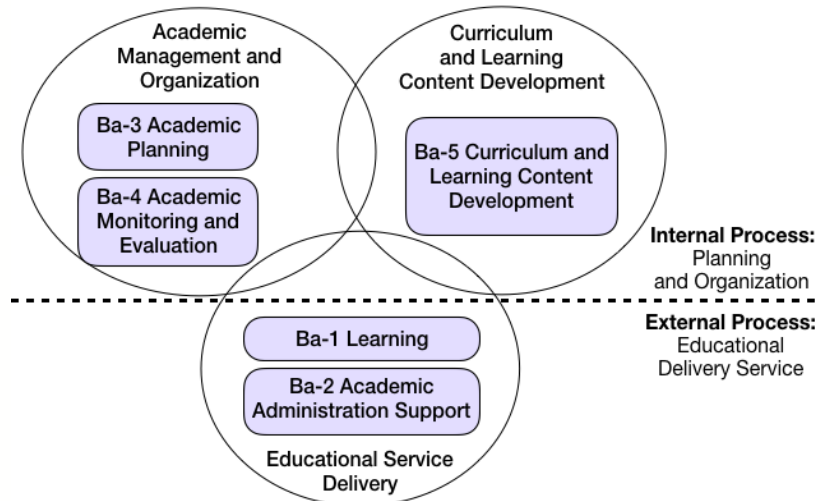 Academic
Management and
Organization
Ba-3 Academic
Planning
Ba-4 Academic
Monitoring and
Evaluation
Curriculum
and Learning
Content Development
Ba-5 Curriculum and
Learning Content
Development
Internal Process:
Planning
and Organization
External Process:
Educational
Delivery Service
Ba-1 Learning
Ba-2 Academic
Administration Support
Educational Service
Delivery